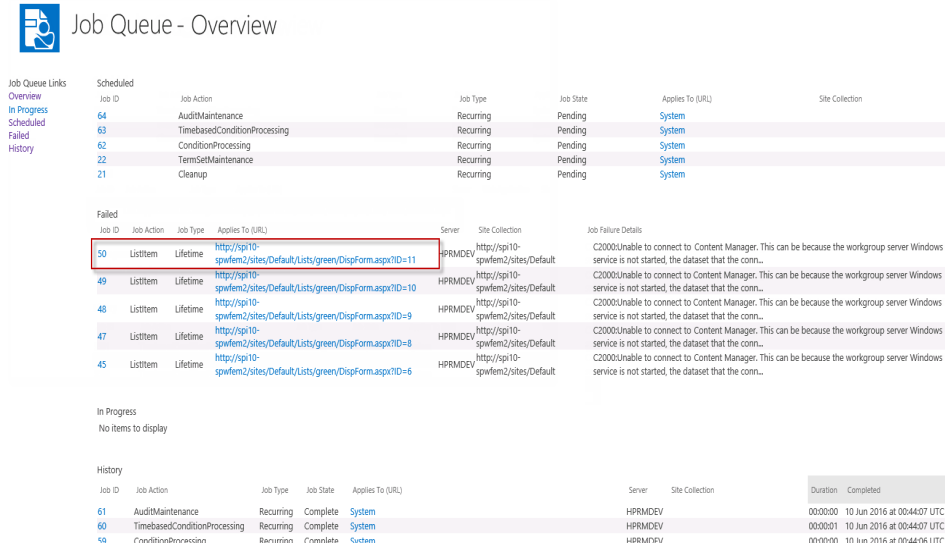 Job Queue - Overview
Job Queue Links
Overview
In Progress
Scheduled
Failed
History
Scheduled
Job ID Job Action Job Type Job State Applies To (URL) Site Collection
64 AuditMaintenance Recurring Pending System
63 TimebasedConditionProcessing Recurring Pending System
62 ConditionProcessing Recurring Pending System
22 TermSetMaintenance Recurring Pending System
21 Cleanup Recurring Pending System
Failed
Job ID Job Action Job Type Applies To (URL) Server Site Collection Job Failure Details
http://spi10- http://spi10- C2000:Unable to connect to Content Manager. This can be because the workgroup server Windows
50 ListItem Lifetime HPRMDEV
spwfem2/sites/Default/Lists/green/DispForm.aspx?ID=11 spwfem2/sites/Default service is not started, the dataset that the conn...
http://spi10- http://spi10- C2000:Unable to connect to Content Manager. This can be because the workgroup server Windows
49 ListItem Lifetime HPRMDEV
spwfem2/sites/Default/Lists/green/DispForm.aspx?ID=10 spwfem2/sites/Default service is not started, the dataset that the conn...
http://spi10- http://spi10- C2000:Unable to connect to Content Manager. This can be because the workgroup server Windows
48 ListItem Lifetime HPRMDEV
spwfem2/sites/Default/Lists/green/DispForm.aspx?ID=9 spwfem2/sites/Default service is not started, the dataset that the conn...
http://spi10- http://spi10- C2000:Unable to connect to Content Manager. This can be because the workgroup server Windows
47 ListItem Lifetime HPRMDEV
spwfem2/sites/Default/Lists/green/DispForm.aspx?ID=8 spwfem2/sites/Default service is not started, the dataset that the conn...
http://spi10- http://spi10- C2000:Unable to connect to Content Manager. This can be because the workgroup server Windows
45 ListItem Lifetime HPRMDEV
spwfem2/sites/Default/Lists/green/DispForm.aspx?ID=6 spwfem2/sites/Default service is not started, the dataset that the conn...
In Progress
No items to display
History
Job ID Job Action Job Type Job State Applies To (URL) Server Site Collection Duration Completed
61 AuditMaintenance Recurring Complete System HPRMDEV 00:00:00 10 Jun 2016 at 00:44:07 UTC
60 TimebasedConditionProcessing Recurring Complete System HPRMDEV 00:00:01 10 Jun 2016 at 00:44:07 UTC
59 ConditionProcessing Recurring Complete System HPRMDEV 00:00:00 10 Jun 2016 at 00:44:06 UTC